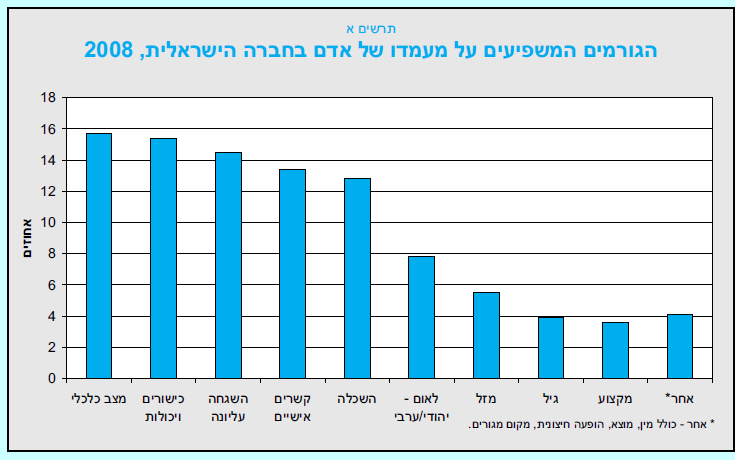 תרשים א
הגורמים המשפיעים על מעמדו של אדם בחברה הישראלית, 2008
אחוזים
18
16
14
12
10
8
6
4
2
0
מצב כלכלי
כישורים
ויכולות
השגחה
עליונה
קשרים
אישיים
השכלה
לאום -
יהודי/ערבי
מזל
גיל
מקצוע
אחר*
* אחר - כולל מין, מוצא, הופעה חיצונית, מקום מגורים.